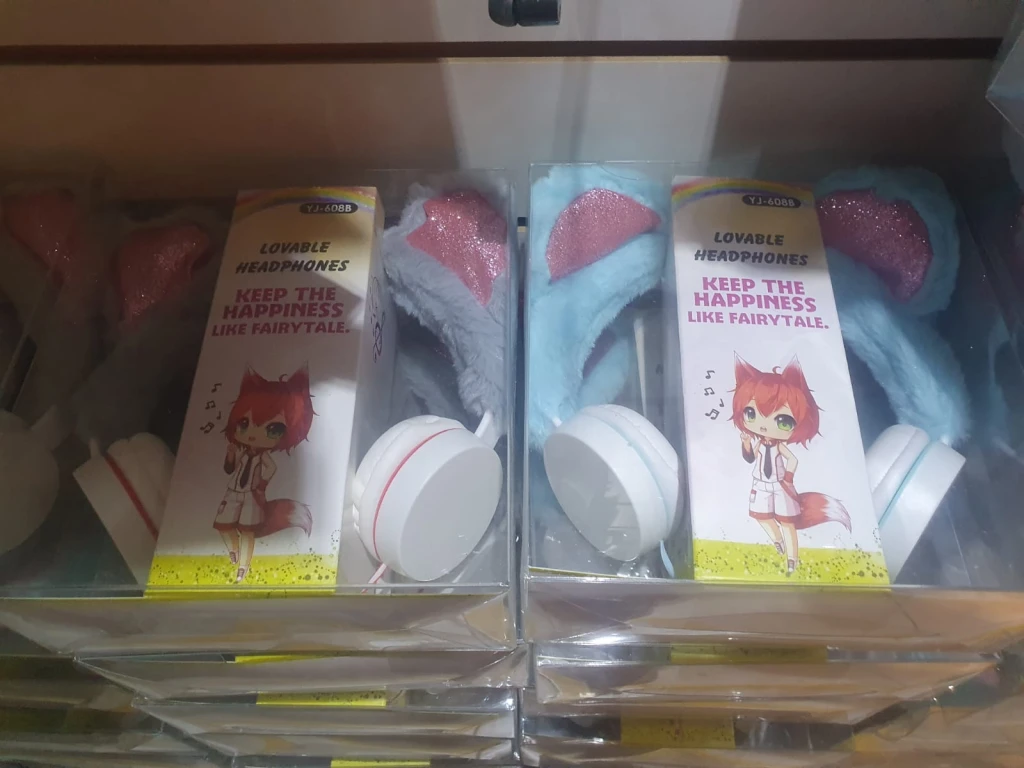 YJ-608B
LOVABLE
HEADPHONES
KEEP THE
HAPPINESS
LIKE FAIRYTALE.
YJ-608B
LOVABLE
HEADPHONES
KEEP THE
HAPPINESS
LIKE FAIRYTALE.